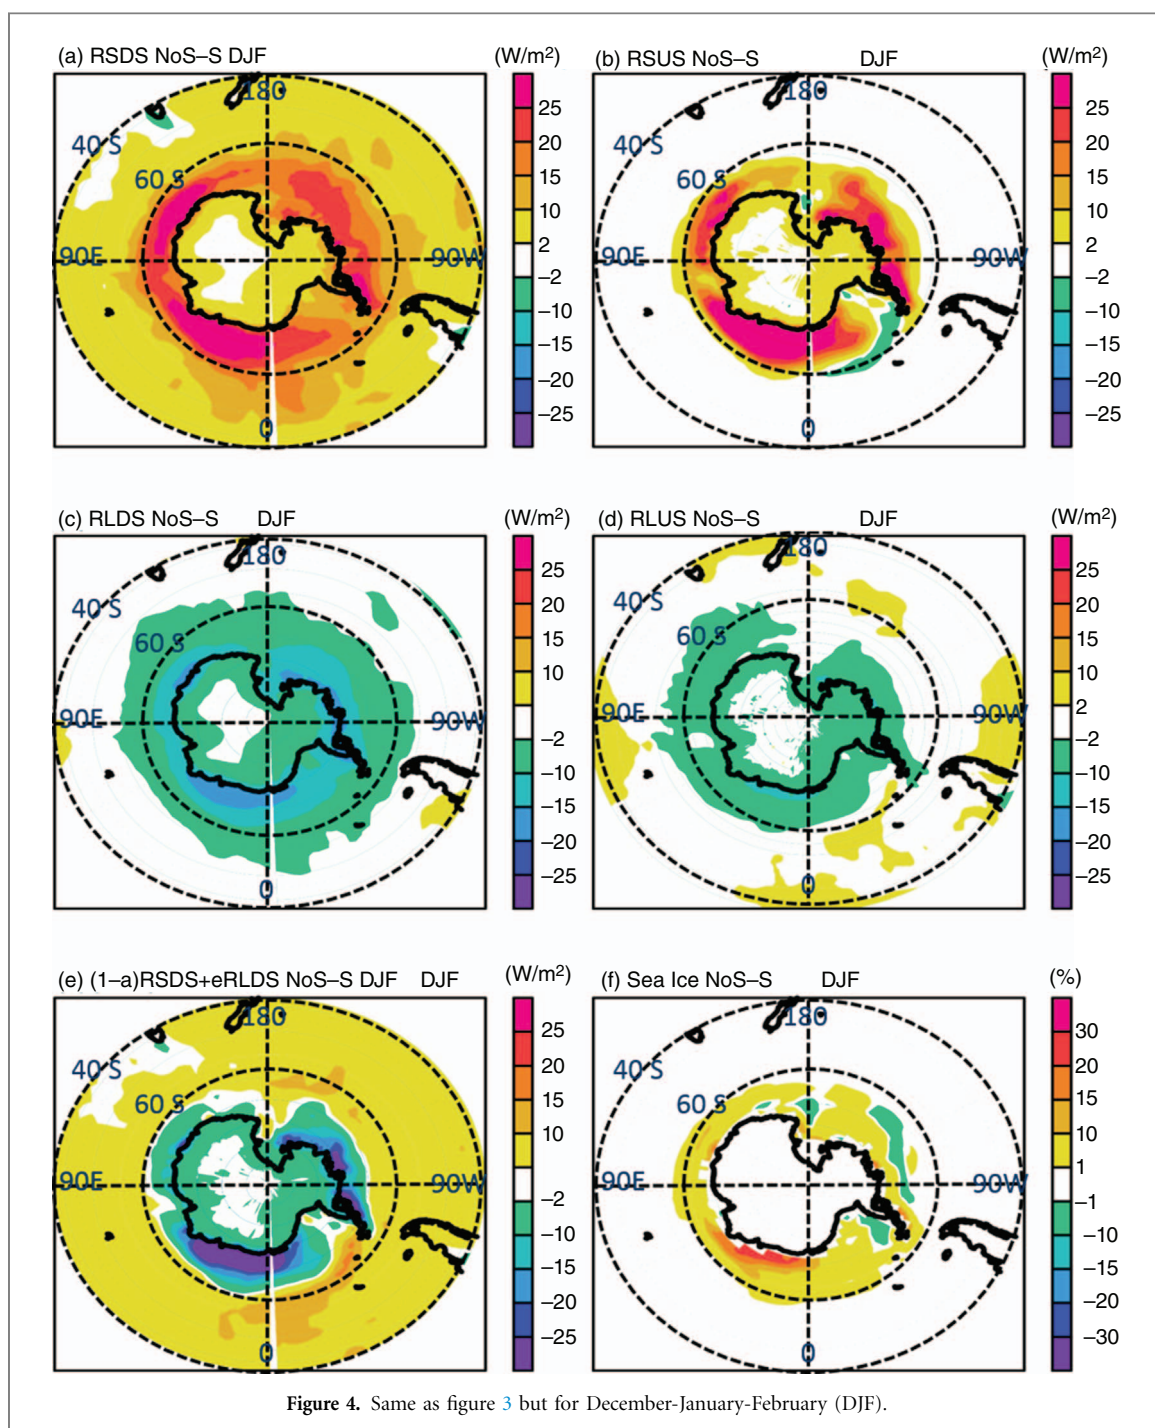 (a) RSDS NoS–S DJF (W/m²)
180
40 S
60 S
90E
90W
0
25
20
15
10
2
–2
–10
–15
–20
–25
(b) RSUS NoS–S DJF (W/m²)
180
40 S
60 S
90E
90W
0
25
20
15
10
2
–2
–10
–15
–20
–25
(c) RLDS NoS–S DJF (W/m²)
180
40 S
60 S
90E
90W
0
25
20
15
10
2
–2
–10
–15
–20
–25
(d) RLUS NoS–S DJF (W/m²)
180
40 S
60 S
90E
90W
0
25
20
15
10
2
–2
–10
–15
–20
–25
(e) (1–a)RSDS+eRLDS NoS–S DJF DJF (W/m²)
180
40 S
60 S
90E
90W
0
25
20
15
10
2
–2
–10
–15
–20
–25
(f) Sea Ice NoS–S DJF (%)
180
40 S
60 S
90E
90W
0
30
20
15
10
1
–1
–10
–15
–20
–30
Figure 4. Same as figure 3 but for December-January-February (DJF).